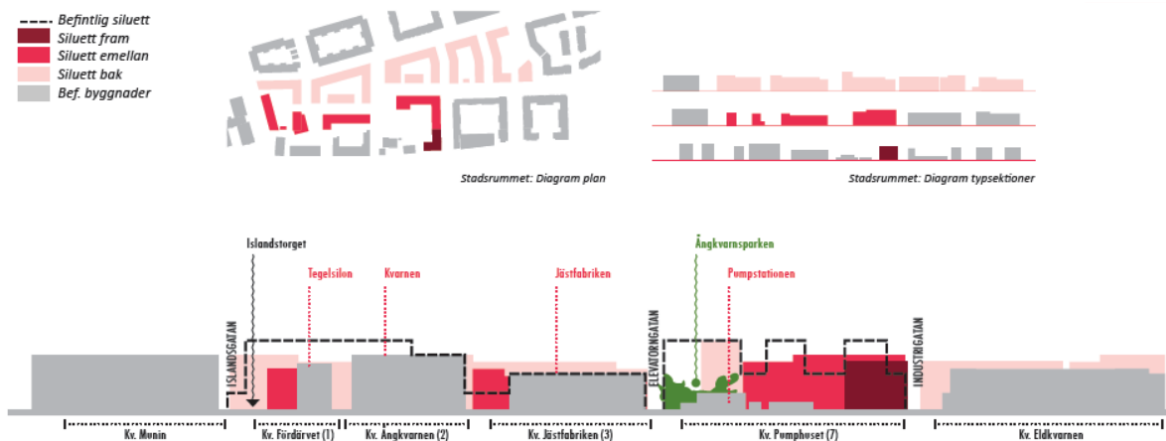 Befintlig siluett
Siluett fram
Siluett emellan
Siluett bak
Bef. byggnader
Stadsrummet: Diagram plan
Stadsrummet: Diagram typsektioner
Islandstorget
Ångkvarnsparken
Tegelsilon
Kvarnen
Jästfabriken
Pumpstationen
ISLANDSGATAN
ELEVATORNGATAN
INDUSTRIGATAN
Kv. Munin
Kv. Fördärvet (1)
Kv. Ångkvarnen (2)
Kv. Jästfabriken (3)
Kv. Pumphuset (7)
Kv. Eldkvarnen